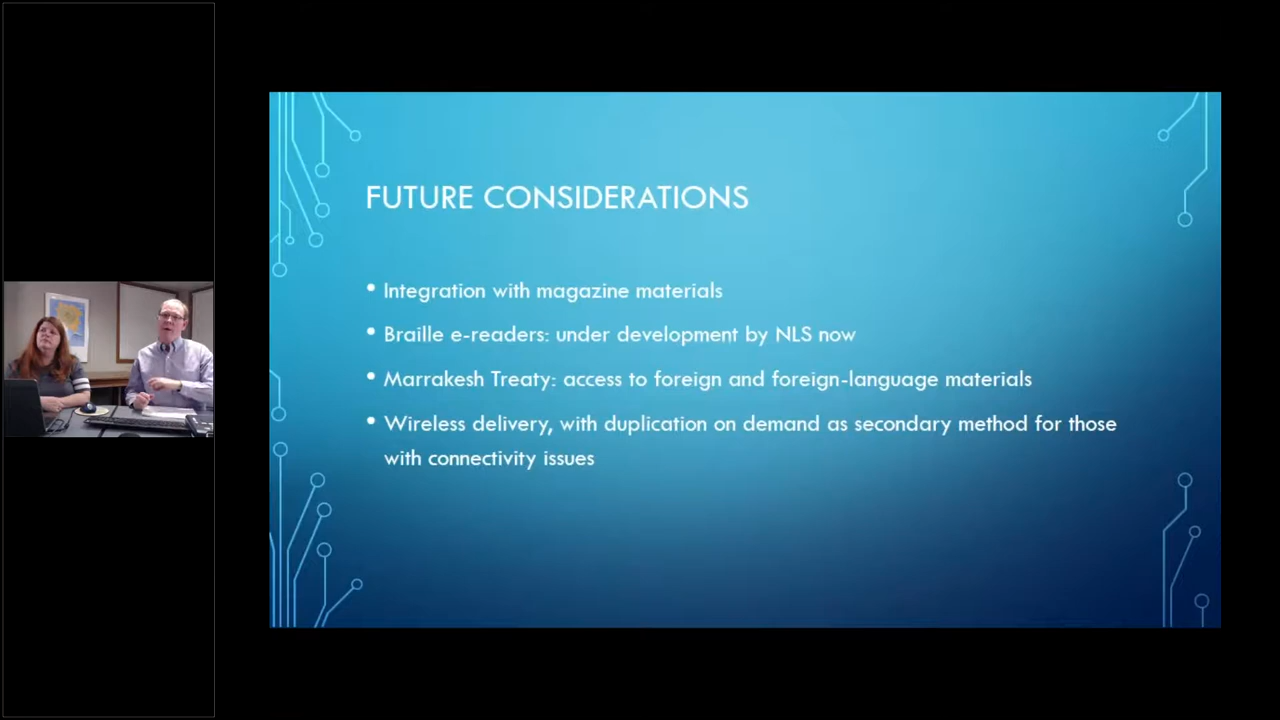 FUTURE CONSIDERATIONS
• Integration with magazine materials
• Braille e-readers: under development by NLS now
• Marrakesh Treaty: access to foreign and foreign-language materials
• Wireless delivery, with duplication on demand as secondary method for those
with connectivity issues